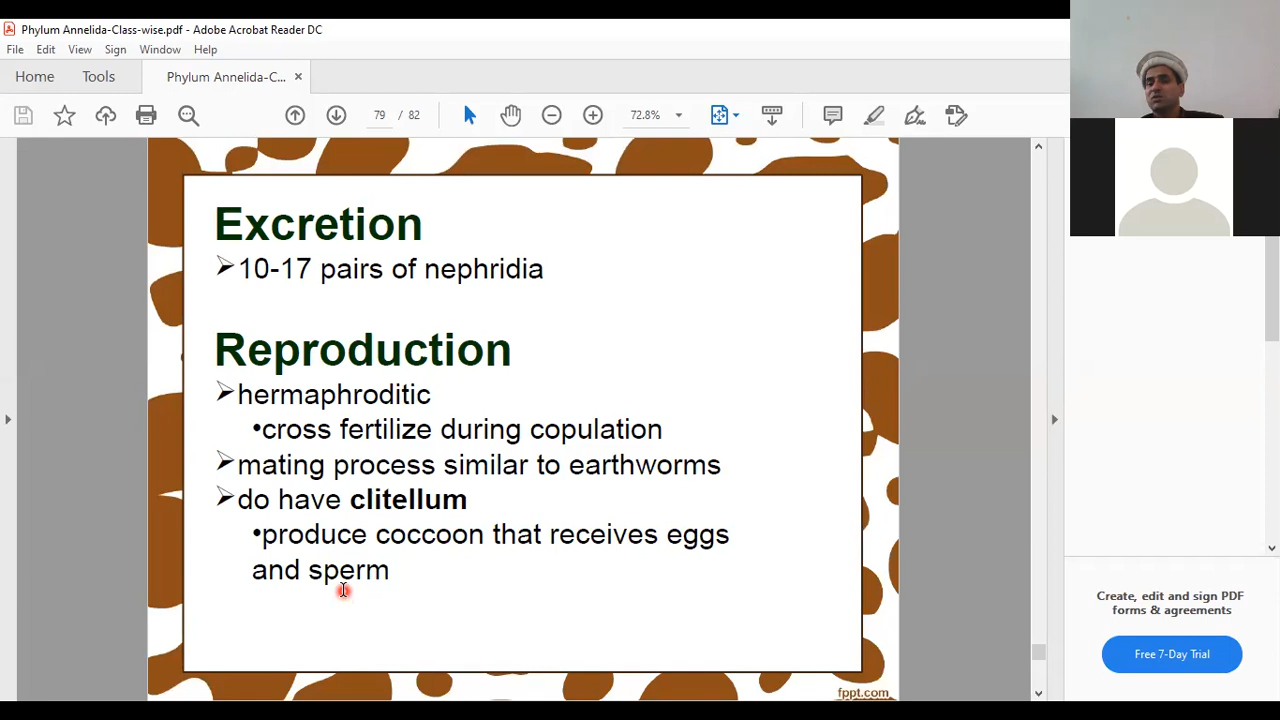 Phylum Annelida-Class-wise.pdf - Adobe Acrobat Reader DC
File Edit View Sign Window Help
Home Tools Phylum Annelida-C... ×
79 / 82 72.8%
Excretion
➢10-17 pairs of nephridia
Reproduction
➢hermaphroditic
•cross fertilize during copulation
➢mating process similar to earthworms
➢do have clitellum
•produce coccoon that receives eggs
and sperm
fppt.com
Create, edit and sign PDF
forms & agreements
Free 7-Day Trial